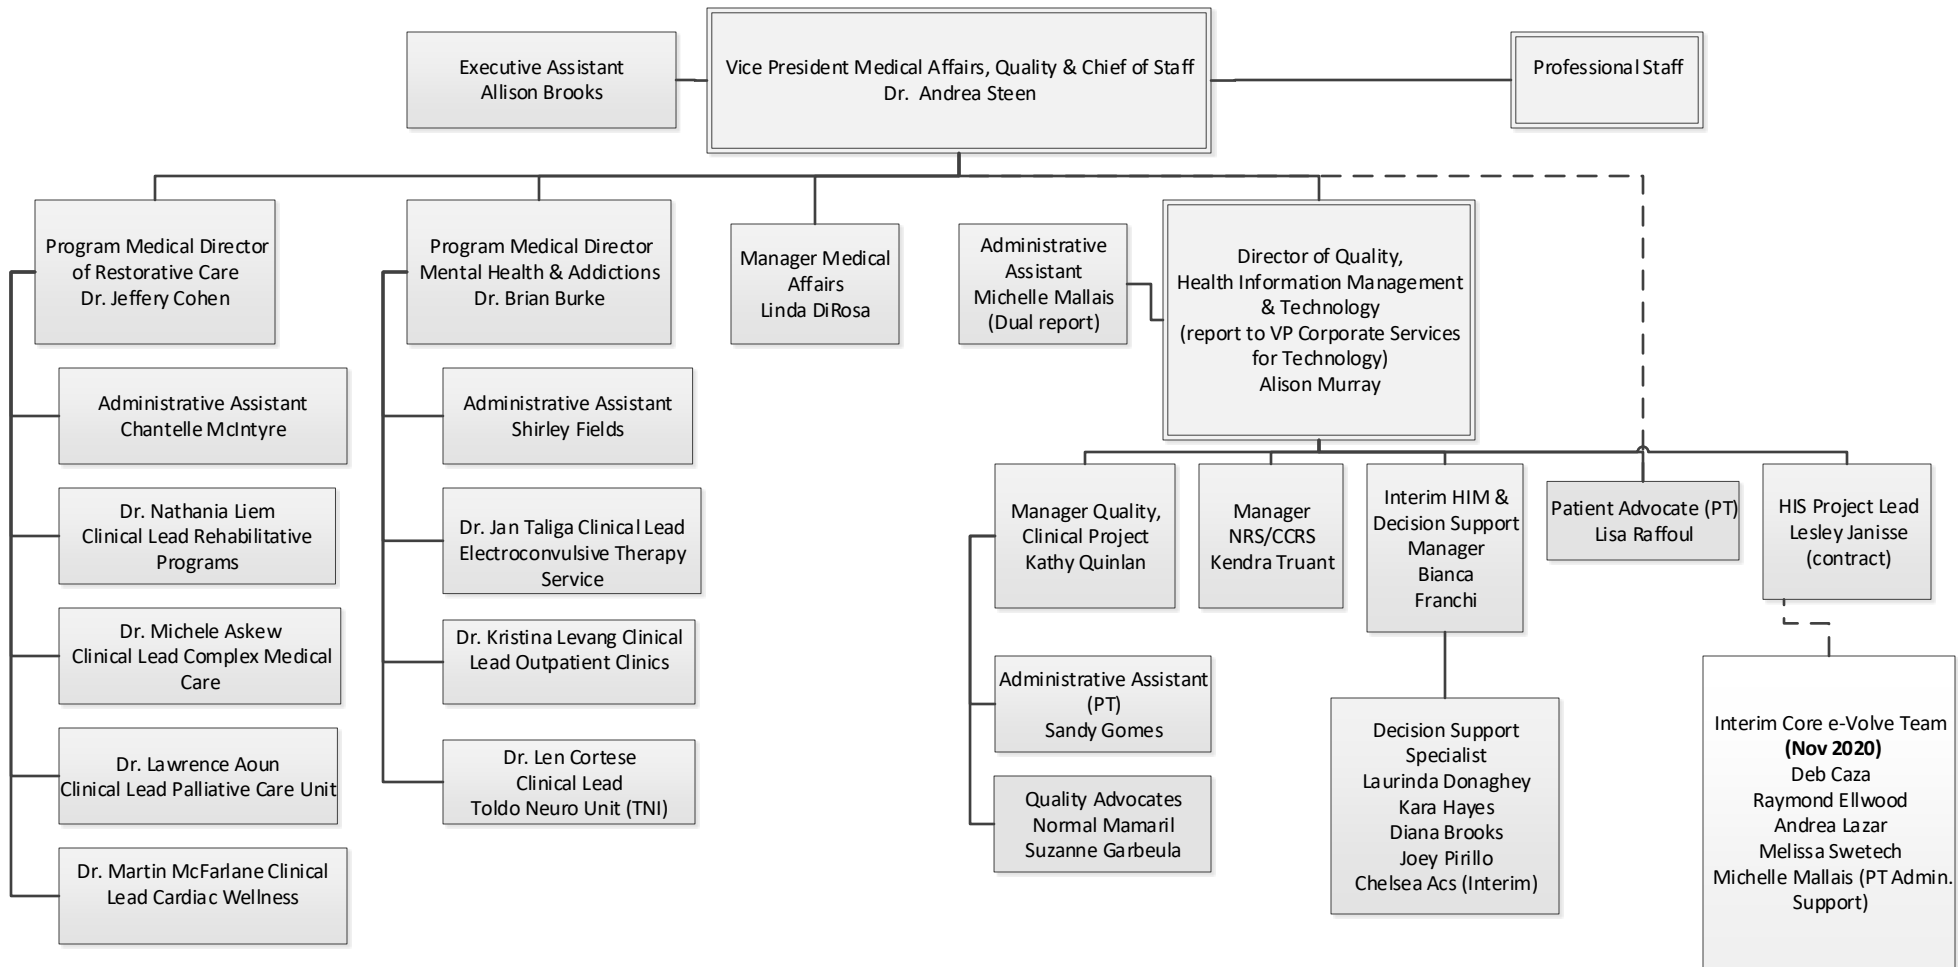 Executive Assistant
Allison Brooks
Vice President Medical Affairs, Quality & Chief of Staff
Dr. Andrea Steen
Professional Staff
Program Medical Director
of Restorative Care
Dr. Jeffery Cohen
Program Medical Director
Mental Health & Addictions
Dr. Brian Burke
Manager Medical
Affairs
Linda DiRosa
Administrative
Assistant
Michelle Mallais
(Dual report)
Director of Quality,
Health Information Management
& Technology
(report to VP Corporate Services
for Technology)
Alison Murray
Administrative Assistant
Chantelle McIntyre
Dr. Nathania Liem
Clinical Lead Rehabilitative
Programs
Dr. Michele Askew
Clinical Lead Complex Medical
Care
Dr. Lawrence Aoun
Clinical Lead Palliative Care Unit
Dr. Martin McFarlane Clinical
Lead Cardiac Wellness
Administrative Assistant
Shirley Fields
Dr. Jan Taliga Clinical Lead
Electroconvulsive Therapy
Service
Dr. Kristina Levang Clinical
Lead Outpatient Clinics
Dr. Len Cortese
Clinical Lead
Toldo Neuro Unit (TNI)
Manager Quality,
Clinical Project
Kathy Quinlan
Manager
NRS/CCRS
Kendra Truant
Interim HIM &
Decision Support
Manager
Bianca
Franchi
Patient Advocate (PT)
Lisa Raffoul
HIS Project Lead
Lesley Janisse
(contract)
Administrative Assistant
(PT)
Sandy Gomes
Quality Advocates
Normal Mamaril
Suzanne Garbeula
Decision Support
Specialist
Laurinda Donaghey
Kara Hayes
Diana Brooks
Joey Pirillo
Chelsea Acs (Interim)
Interim Core e-Volve Team
(Nov 2020)
Deb Caza
Raymond Ellwood
Andrea Lazar
Melissa Swetech
Michelle Mallais (PT Admin.
Support)